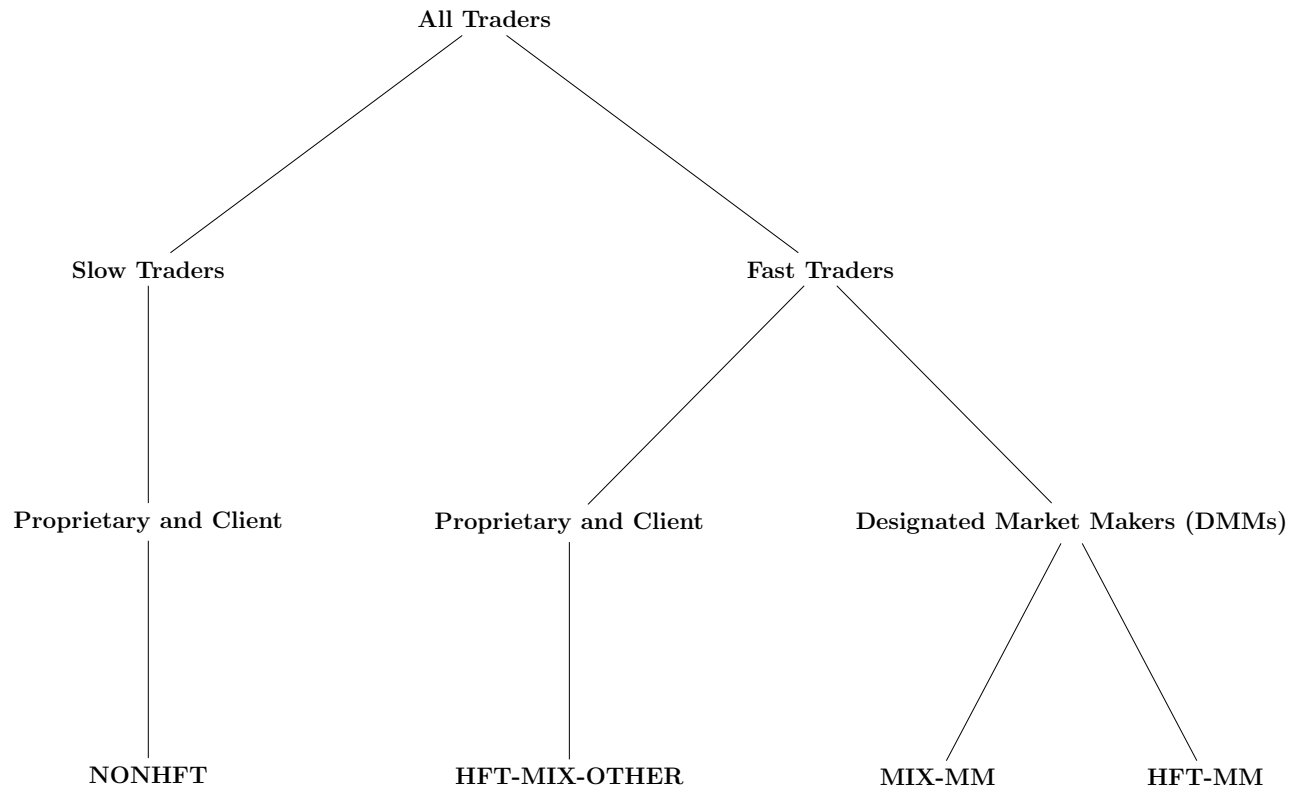 All Traders
Slow Traders
Fast Traders
Proprietary and Client
Proprietary and Client
Designated Market Makers (DMMs)
NONHFT
HFT-MIX-OTHER
MIX-MM
HFT-MM